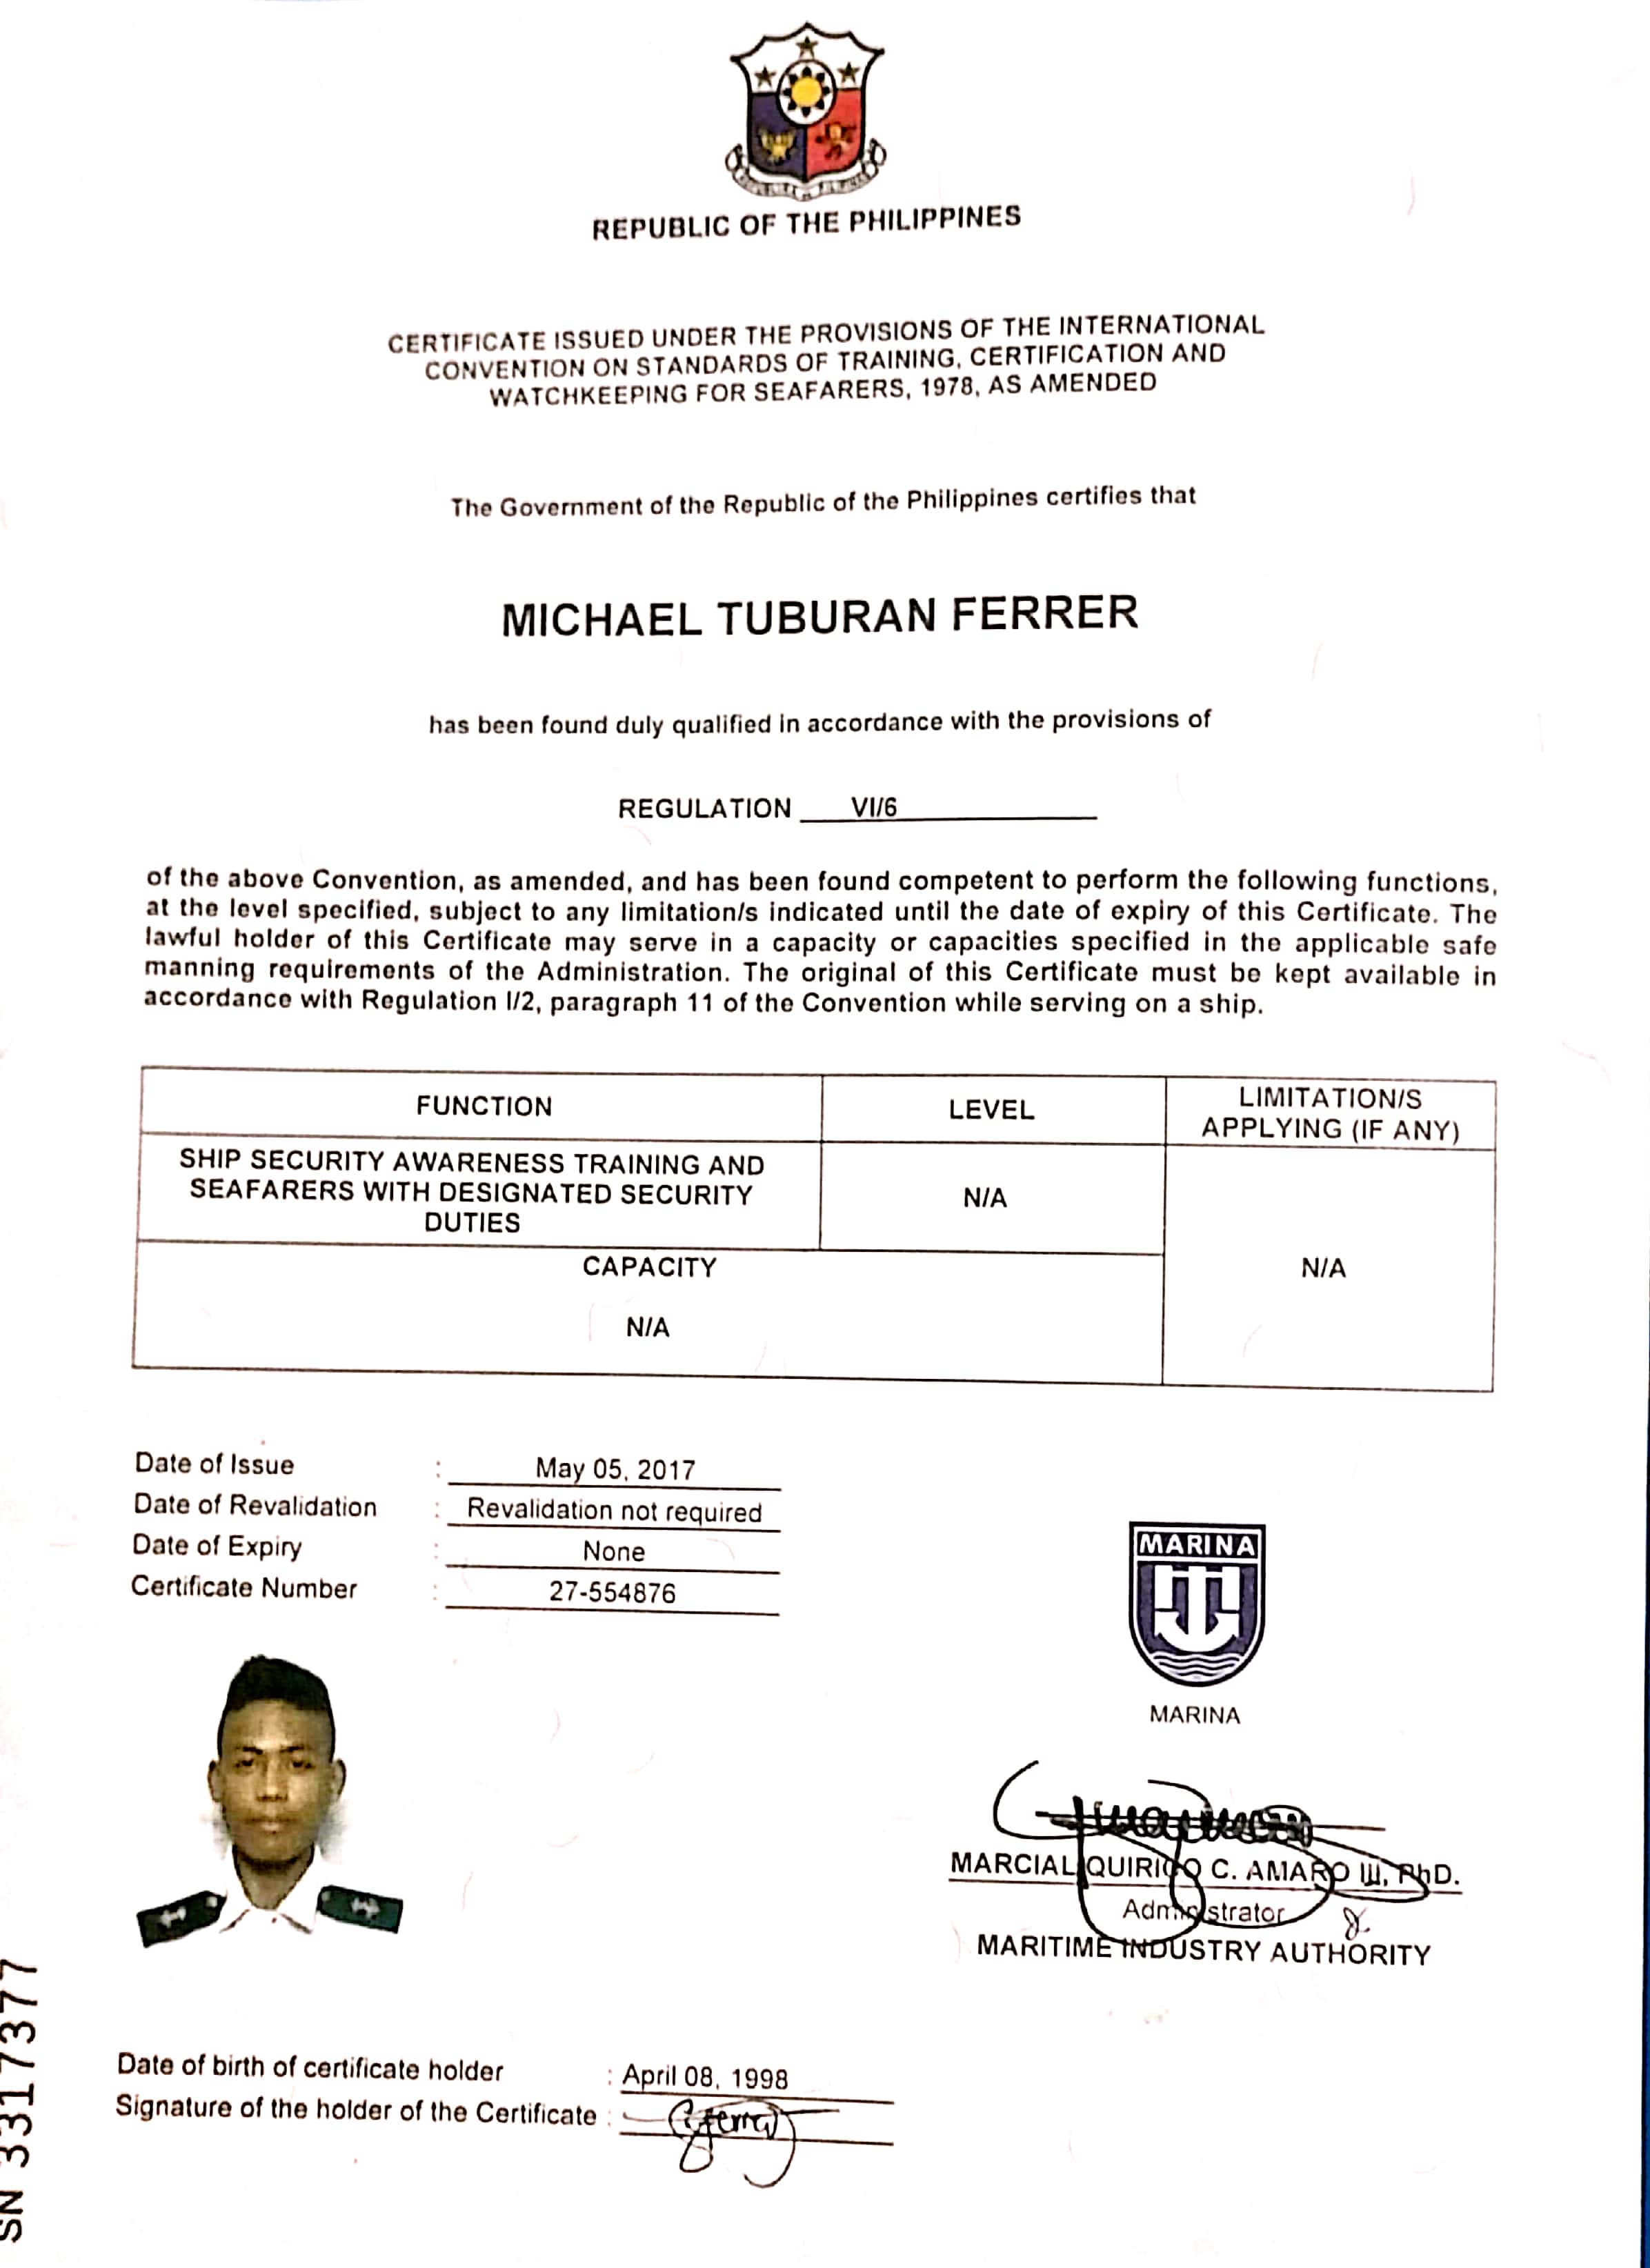 REPUBLIC OF THE PHILIPPINES
CERTIFICATE ISSUED UNDER THE PROVISIONS OF THE INTERNATIONAL
CONVENTION ON STANDARDS OF TRAINING, CERTIFICATION AND
WATCHKEEPING FOR SEAFARERS, 1978, AS AMENDED
The Government of the Republic of the Philippines certifies that
MICHAEL TUBURAN FERRER
has been found duly qualified in accordance with the provisions of
REGULATION VI/6
of the above Convention, as amended, and has been found competent to perform the following functions,
at the level specified, subject to any limitation/s indicated until the date of expiry of this Certificate. The
lawful holder of this Certificate may serve in a capacity or capacities specified in the applicable safe
manning requirements of the Administration. The original of this Certificate must be kept available in
accordance with Regulation I/2, paragraph 11 of the Convention while serving on a ship.
FUNCTION LEVEL LIMITATION/S
APPLYING (IF ANY)
SHIP SECURITY AWARENESS TRAINING AND
SEAFARERS WITH DESIGNATED SECURITY
DUTIES
N/A
CAPACITY
N/A
N/A
Date of Issue : May 05, 2017
Date of Revalidation : Revalidation not required
Date of Expiry : None
Certificate Number : 27-554876
MARINA
MARINA
MARCIAL QUIRICO C. AMARO III, PhD.
Administrator
MARITIME INDUSTRY AUTHORITY
Date of birth of certificate holder : April 08, 1998
Signature of the holder of the Certificate :
SN 3317377